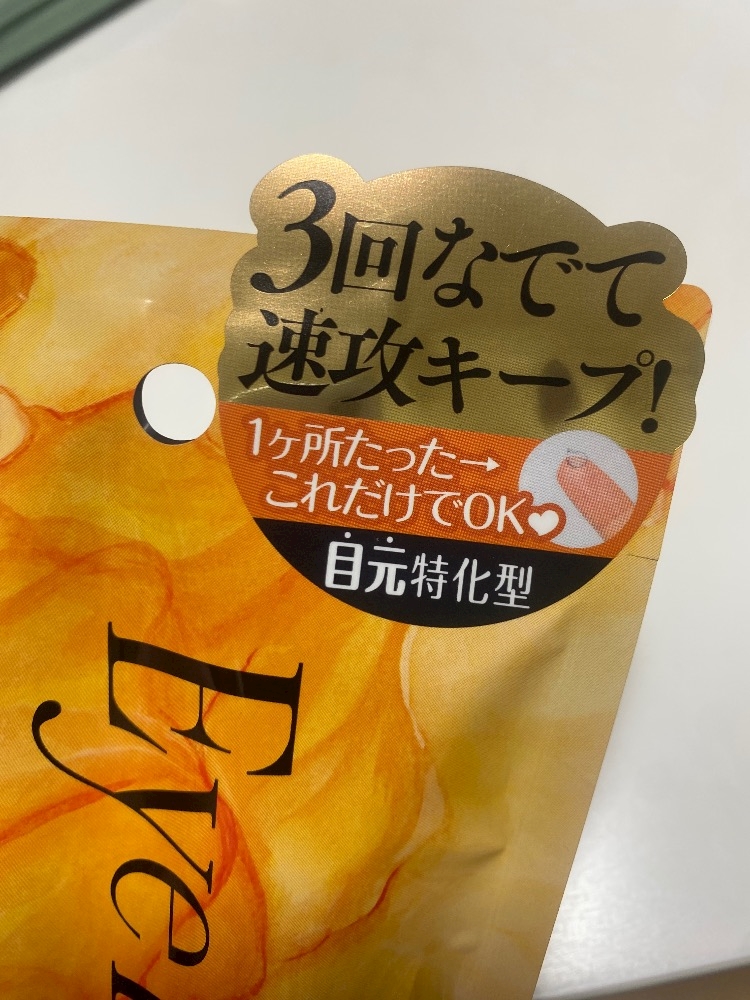 3回なでて
速攻キープ!
1ヶ所たった→
これだけでOK♥
目元特化型
Eye